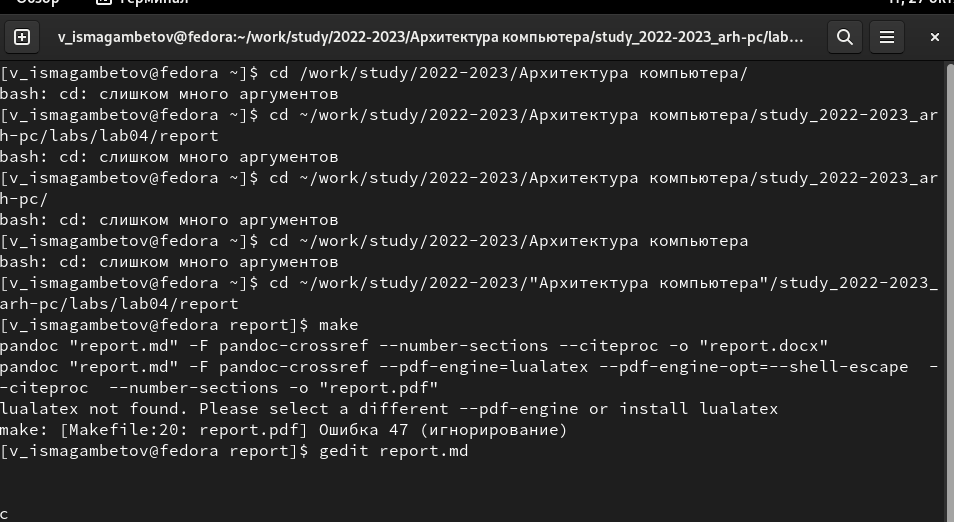 Обзор Терминал
v_ismagambetov@fedora:~/work/study/2022-2023/Архитектура компьютера/study_2022-2023_arh-pc/lab...
[v_ismagambetov@fedora ~]$ cd /work/study/2022-2023/Архитектура компьютера/
bash: cd: слишком много аргументов
[v_ismagambetov@fedora ~]$ cd ~/work/study/2022-2023/Архитектура компьютера/study_2022-2023_ar
h-pc/labs/lab04/report
bash: cd: слишком много аргументов
[v_ismagambetov@fedora ~]$ cd ~/work/study/2022-2023/Архитектура компьютера/study_2022-2023_ar
h-pc/
bash: cd: слишком много аргументов
[v_ismagambetov@fedora ~]$ cd ~/work/study/2022-2023/Архитектура компьютера
bash: cd: слишком много аргументов
[v_ismagambetov@fedora ~]$ cd ~/work/study/2022-2023/"Архитектура компьютера"/study_2022-2023_
arh-pc/labs/lab04/report
[v_ismagambetov@fedora report]$ make
pandoc "report.md" -F pandoc-crossref --number-sections --citeproc -o "report.docx"
pandoc "report.md" -F pandoc-crossref --pdf-engine=lualatex --pdf-engine-opt=--shell-escape -
-citeproc  --number-sections -o "report.pdf"
lualatex not found. Please select a different --pdf-engine or install lualatex
make: [Makefile:20: report.pdf] Ошибка 47 (игнорирование)
[v_ismagambetov@fedora report]$ gedit report.md
c